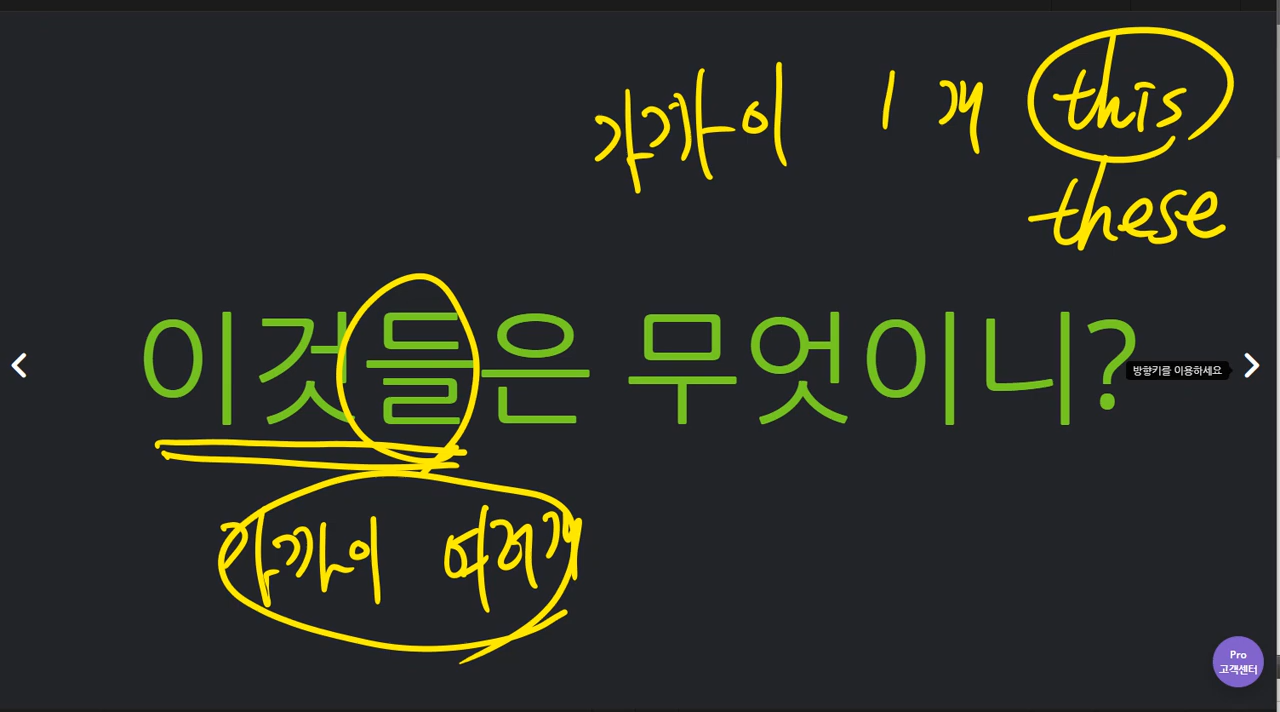 가까이 1개 this
these
이것들은 무엇이니?
방향키를 이용하세요
가까이 여러개
Pro
고객센터